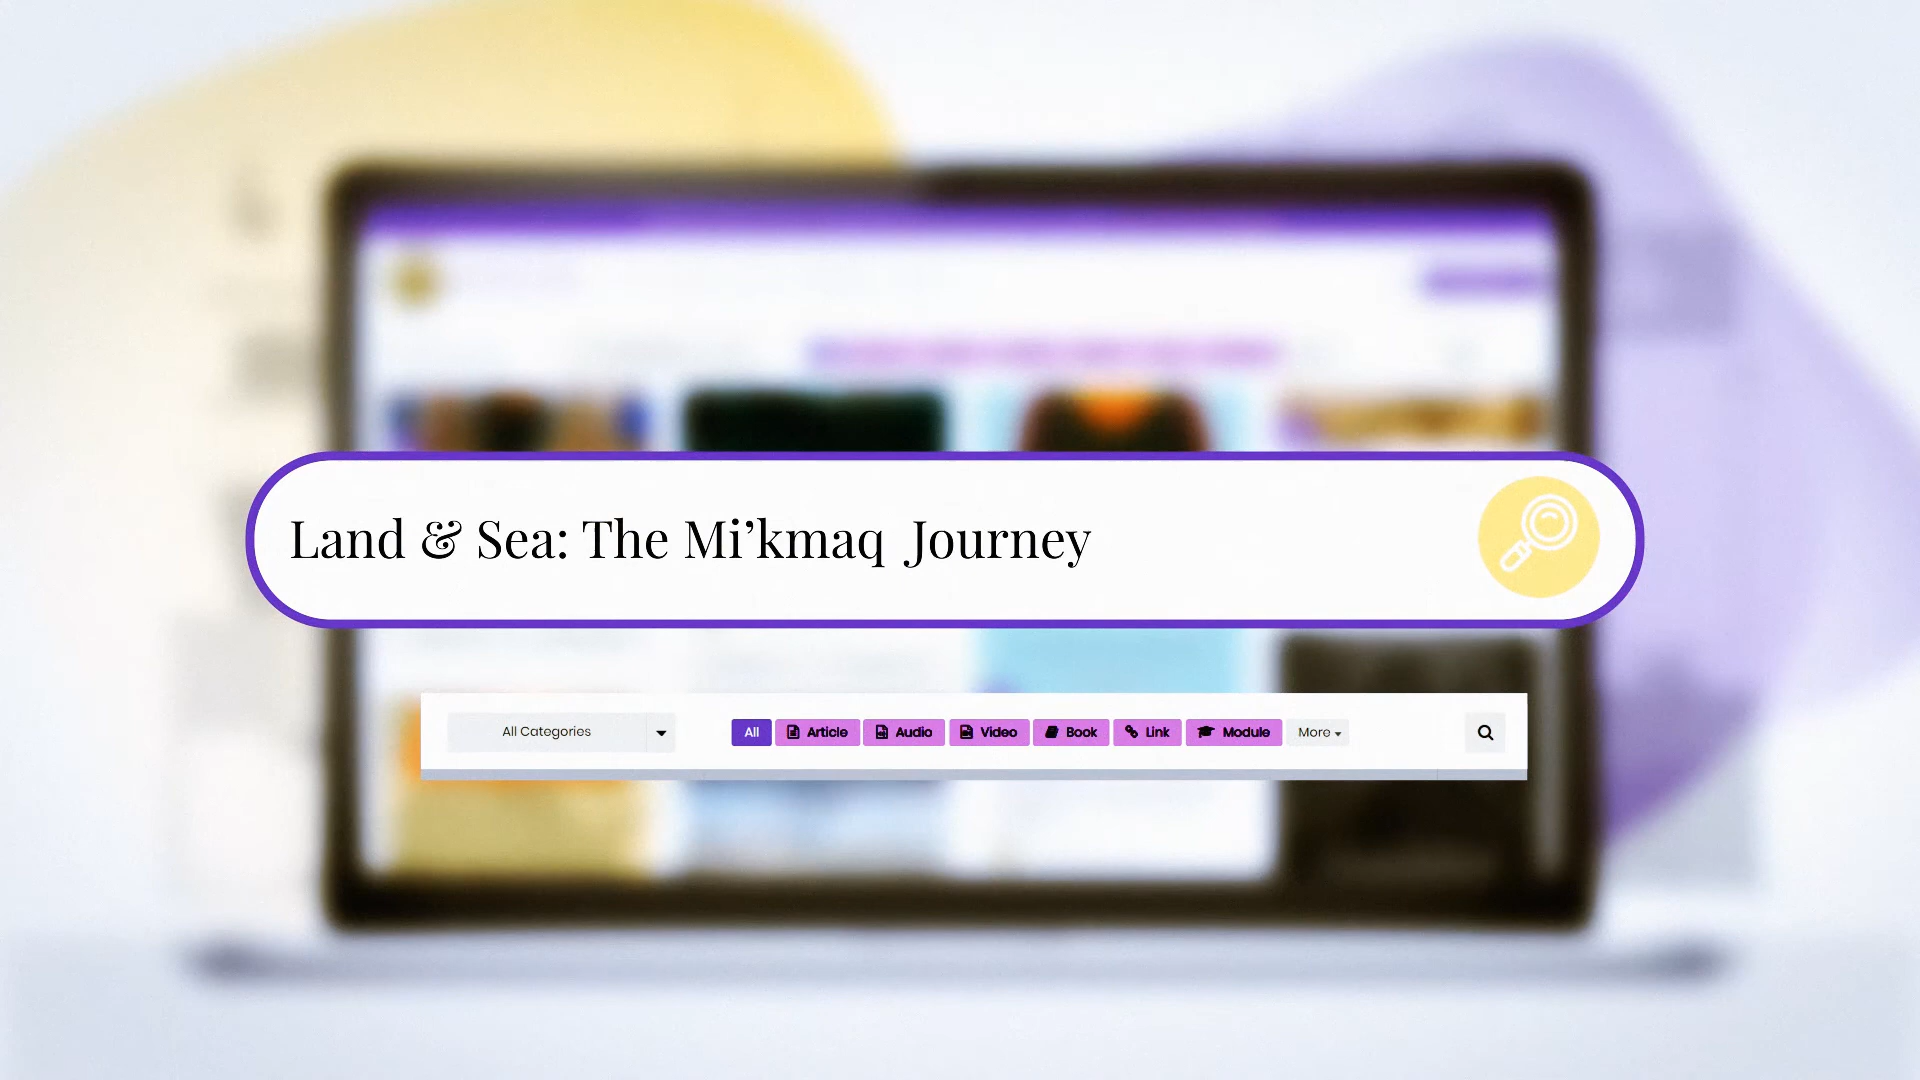 Land & Sea: The Mi’kmaq Journey
All Categories All Article Audio Video Book Link Module More